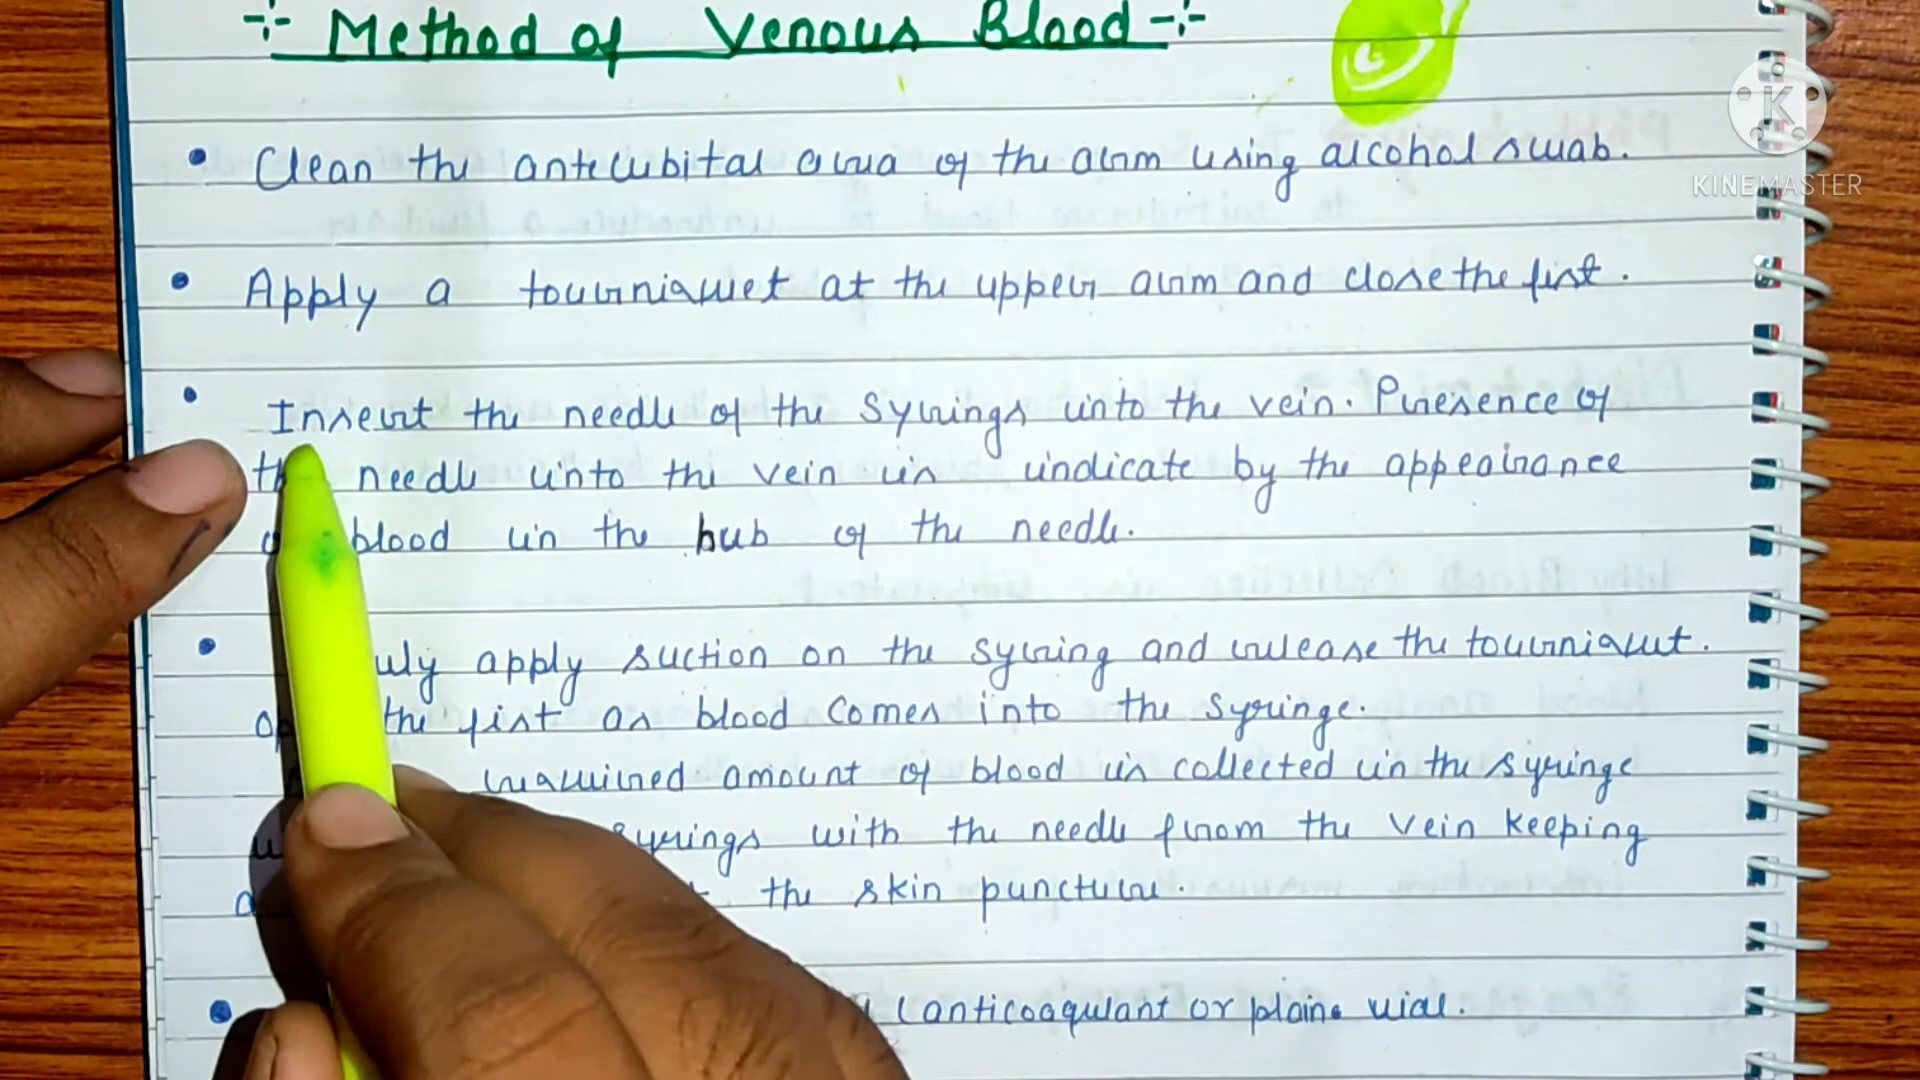 Method of Venous Blood
• Clean the antecubital area of the arm using alcohol swab.
• Apply a tourniquet at the upper arm and close the fist.
• Insert the needle of the Syrings into the vein. Presence of
the needle into the vein is indicate by the appearance
blood in the hub of the needle.
• apply suction on the syring and release the tourniquet.
the fist as blood comes into the syringe.
required amount of blood is collected in the syringe
syrings with the needle from the vein keeping
the skin puncture.
• (anticoagulant or plain vial.
KINEMASTER